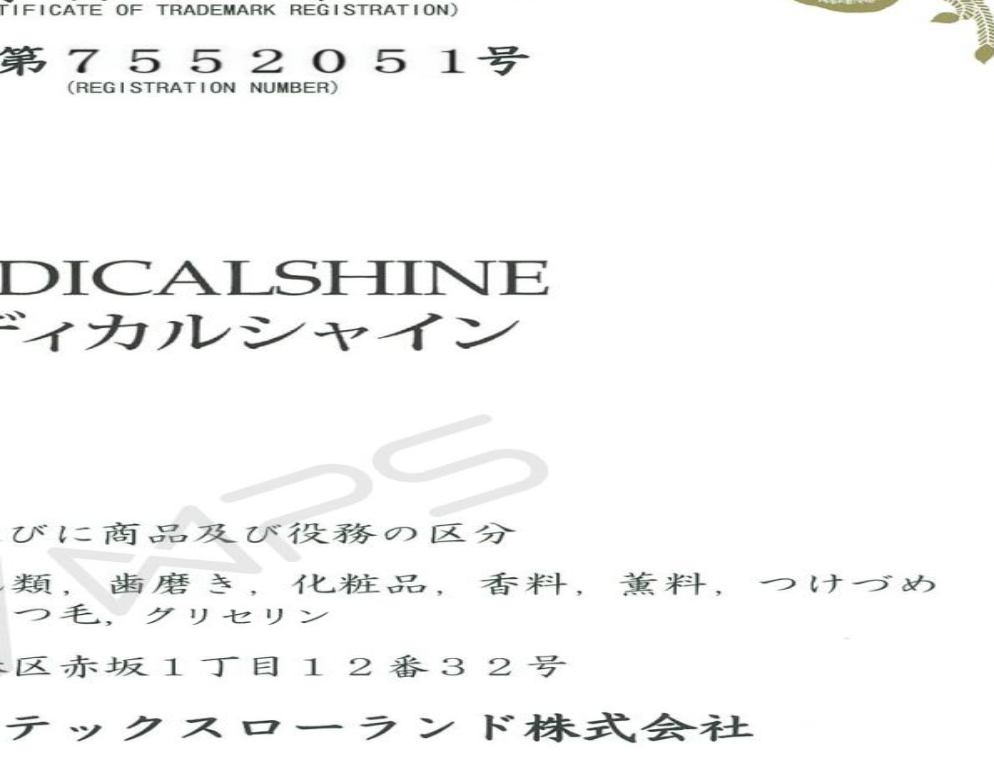 TIFICATE OF TRADEMARK REGISTRATION)
第７５５２０５１号
(REGISTRATION NUMBER)
DICALSHINE
ディカルシャイン
びに商品及び役務の区分
類，歯磨き，化粧品，香料，薫料，つけづめ
つ毛，グリセリン
区赤坂１丁目１２番３２号
テックスローランド株式会社
MPS